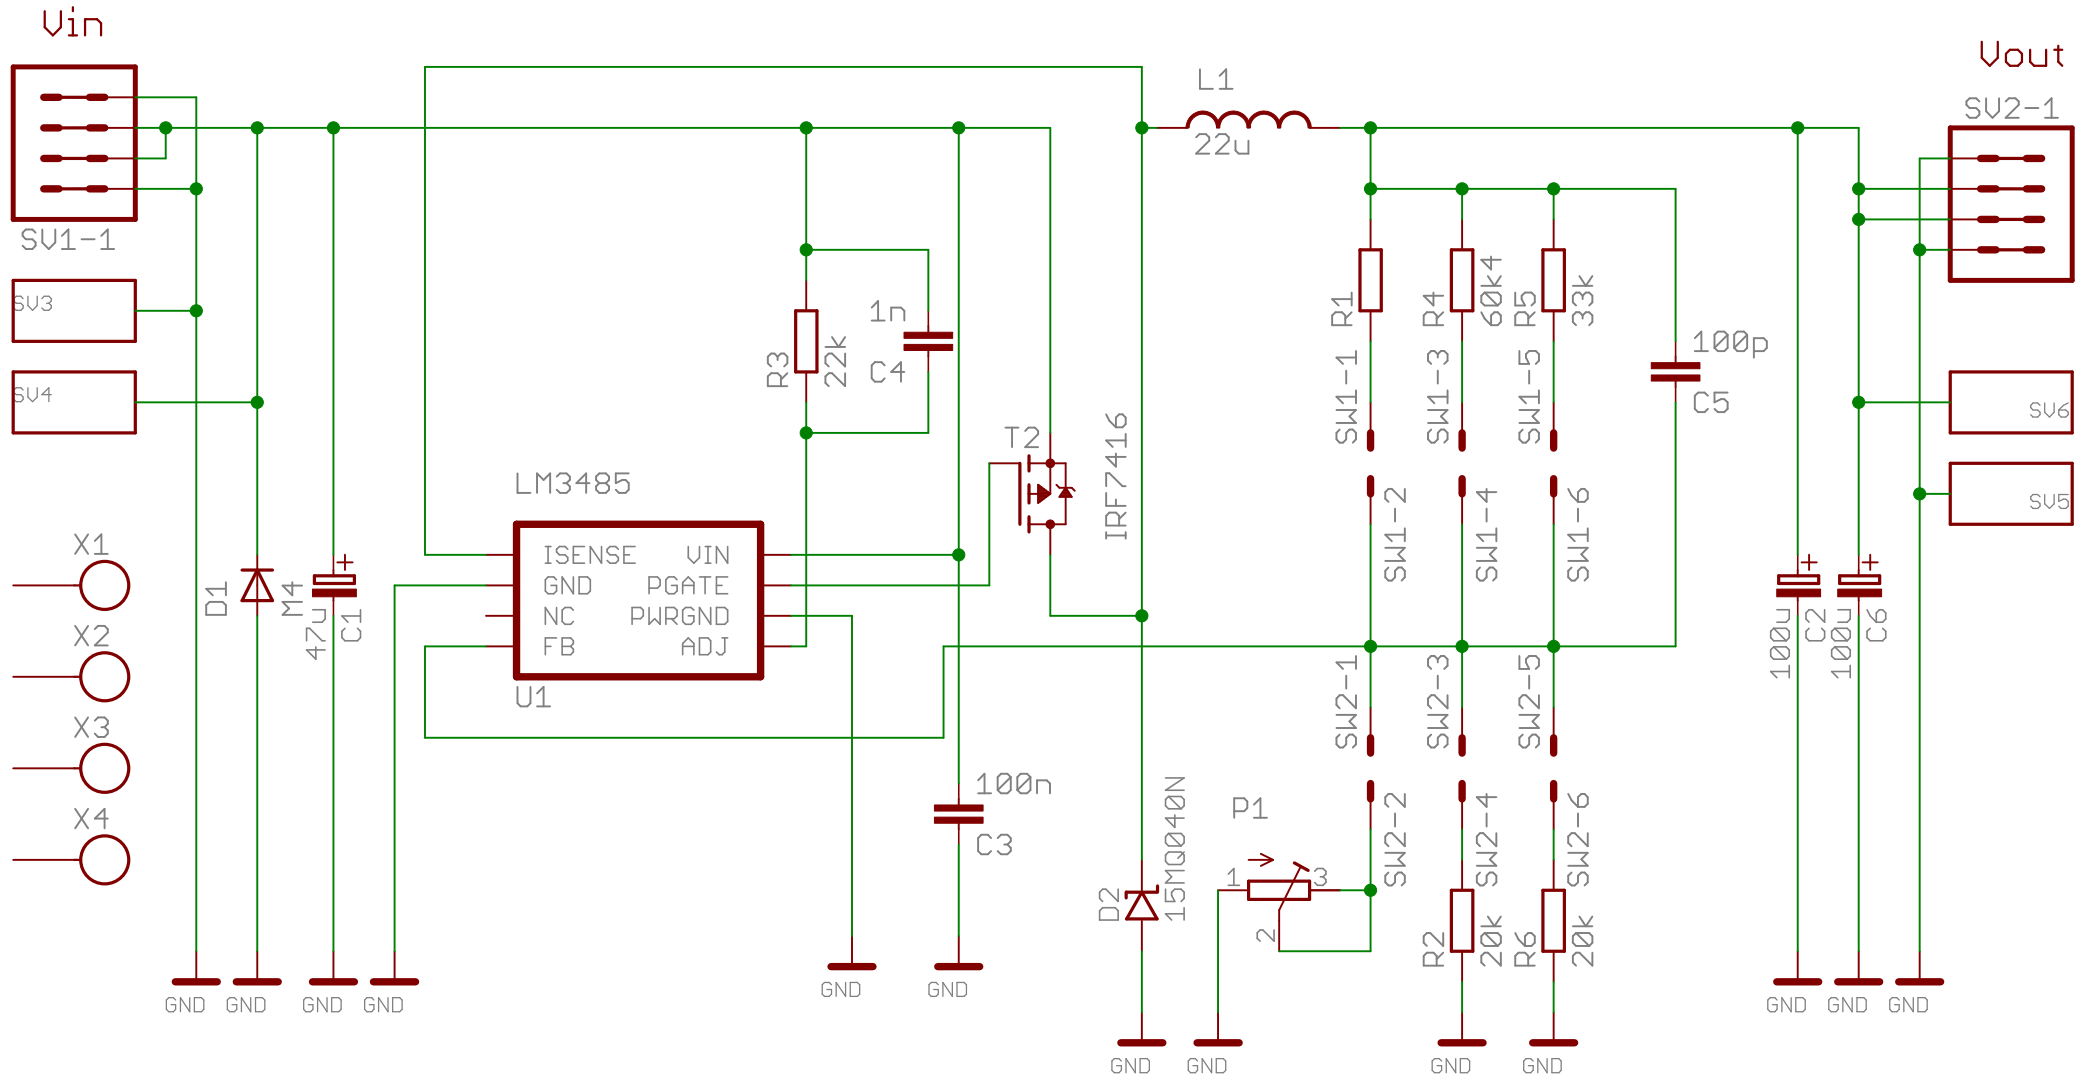 Vin
Vout
SV1-1
SV3
SV4
X1
X2
X3
X4
D1
M4
47u
C1
LM3485
ISENSE
GND
NC
FB
VIN
PGATE
PWRGND
ADJ
U1
R3
22k
1n
C4
100n
C3
T2
IRF7416
L1
22u
D2
15MQ040N
P1
1
3
2
R1
R4
60k4
R5
33k
SW1-1
SW1-3
SW1-5
SW1-2
SW1-4
SW1-6
100p
C5
SW2-1
SW2-3
SW2-5
SW2-2
SW2-4
SW2-6
R2
20k
R6
20k
100u
C2
100u
C6
SV2-1
SV6
SV5
GND
GND
GND
GND
GND
GND
GND
GND
GND
GND
GND
GND
GND